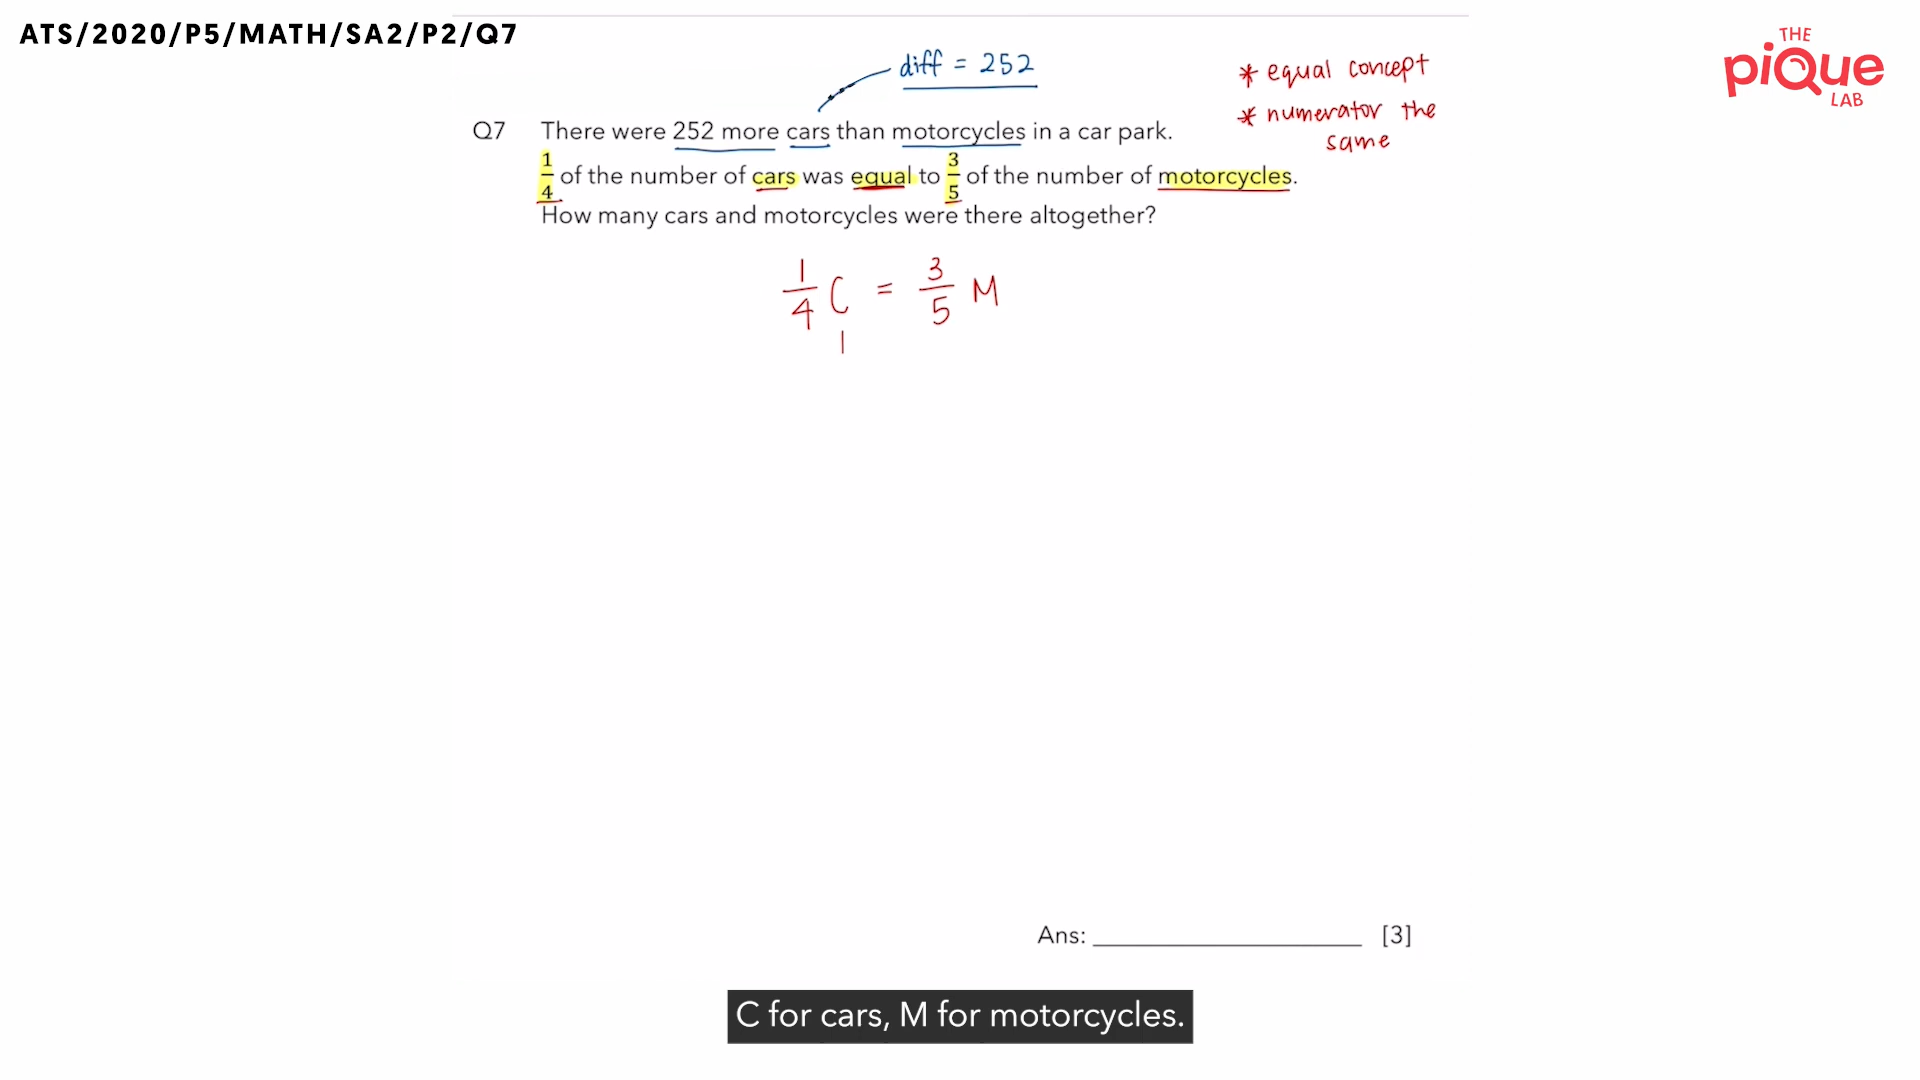 ATS/2020/P5/MATH/SA2/P2/Q7
THE
piQue
LAB
diff = 252
* equal concept
* numerator the
same
Q7 There were 252 more cars than motorcycles in a car park.
1/4 of the number of cars was equal to 3/5 of the number of motorcycles.
How many cars and motorcycles were there altogether?
1/4 C = 3/5 M
Ans: ____________________ [3]
C for cars, M for motorcycles.